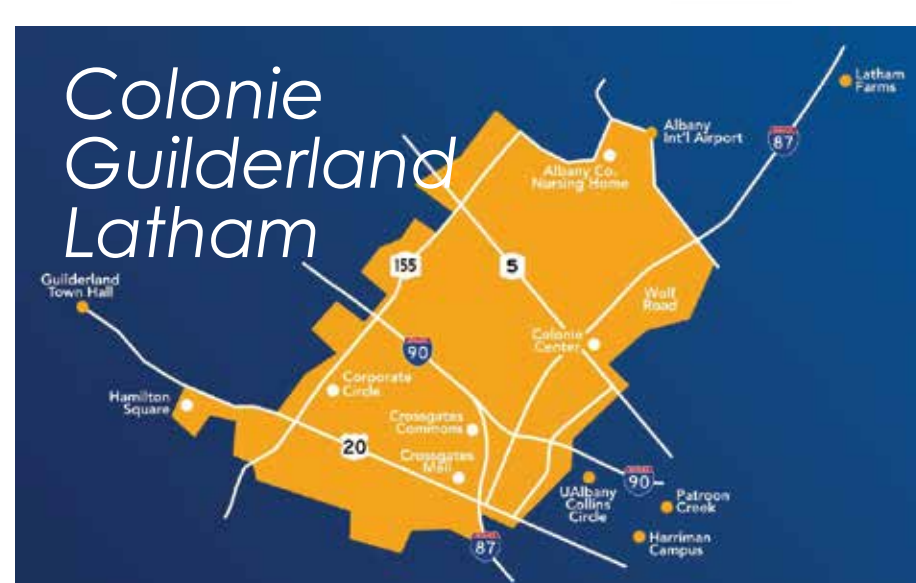 Colonie
Guilderland
Latham
Latham
Farms
Albany
Int'l Airport
87
Albany Co.
Nursing Home
155
5
Guilderland
Town Hall
Wolf
Road
Colonie
Center
90
Corporate
Circle
Hamilton
Square
Crossgates
Commons
20
Crossgates
Mall
90
UAlbany
Collins
Circle
Patroon
Creek
Harriman
Campus
87